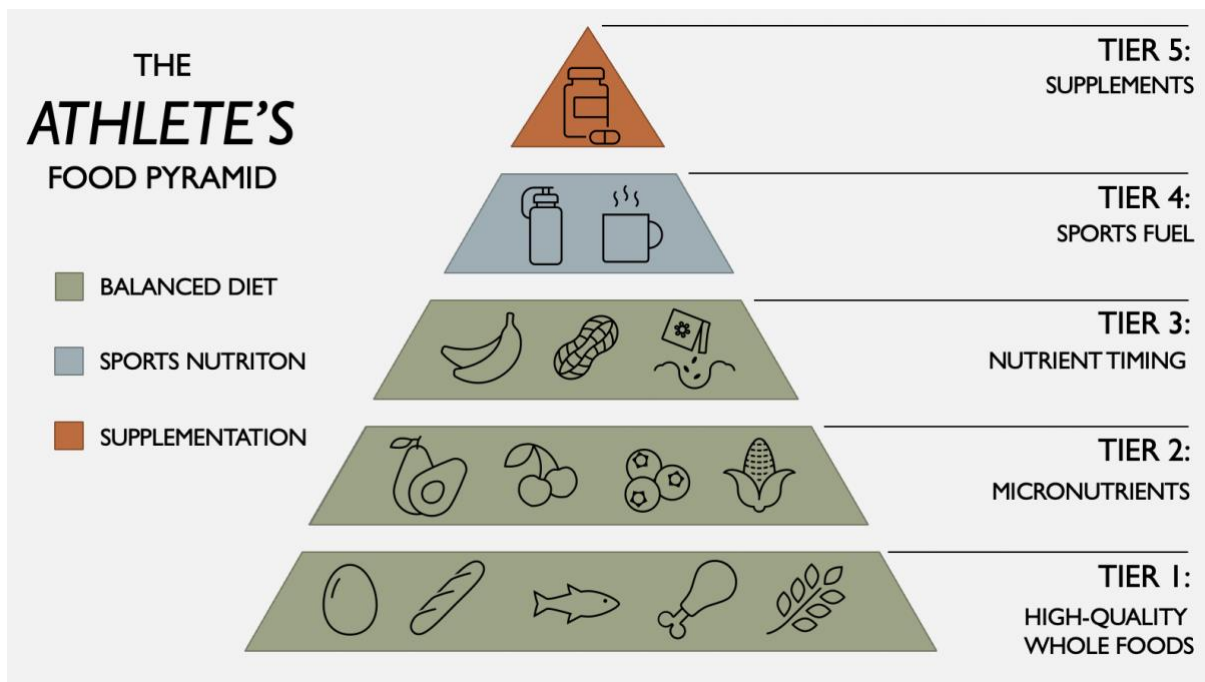 THE
ATHLETE'S
FOOD PYRAMID
BALANCED DIET
SPORTS NUTRITON
SUPPLEMENTATION
TIER 5:
SUPPLEMENTS
TIER 4:
SPORTS FUEL
TIER 3:
NUTRIENT TIMING
TIER 2:
MICRONUTRIENTS
TIER 1:
HIGH-QUALITY
WHOLE FOODS